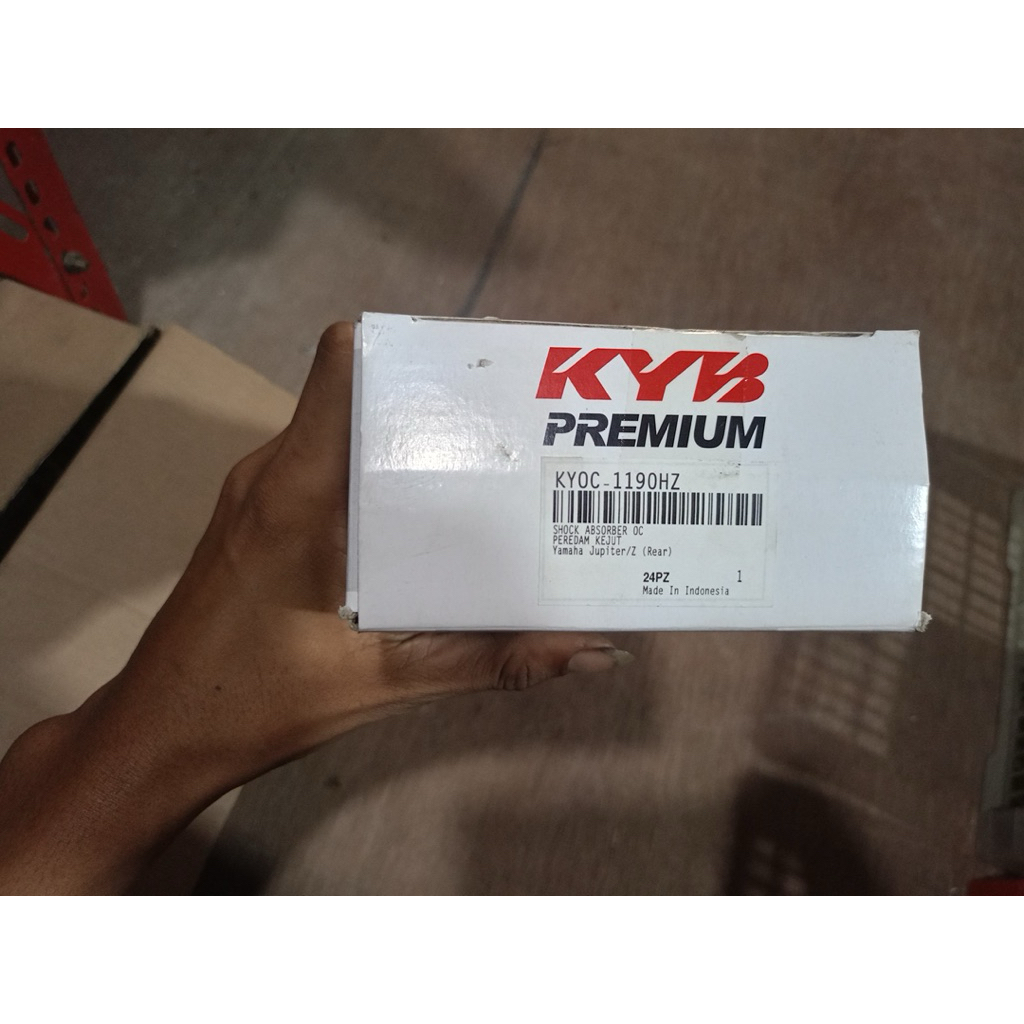 KYB
PREMIUM
KYOC-1190HZ
SHOCK ABSORBER OC
PEREDAM KEJUT
Yamaha Jupiter/Z (Rear)
24PZ 1
Made In Indonesia